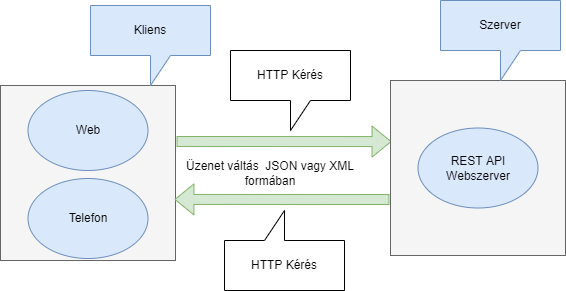 Kliens
Szerver
HTTP Kérés
Web
Üzenet váltás JSON vagy XML
formában
REST API
Webszerver
Telefon
HTTP Kérés